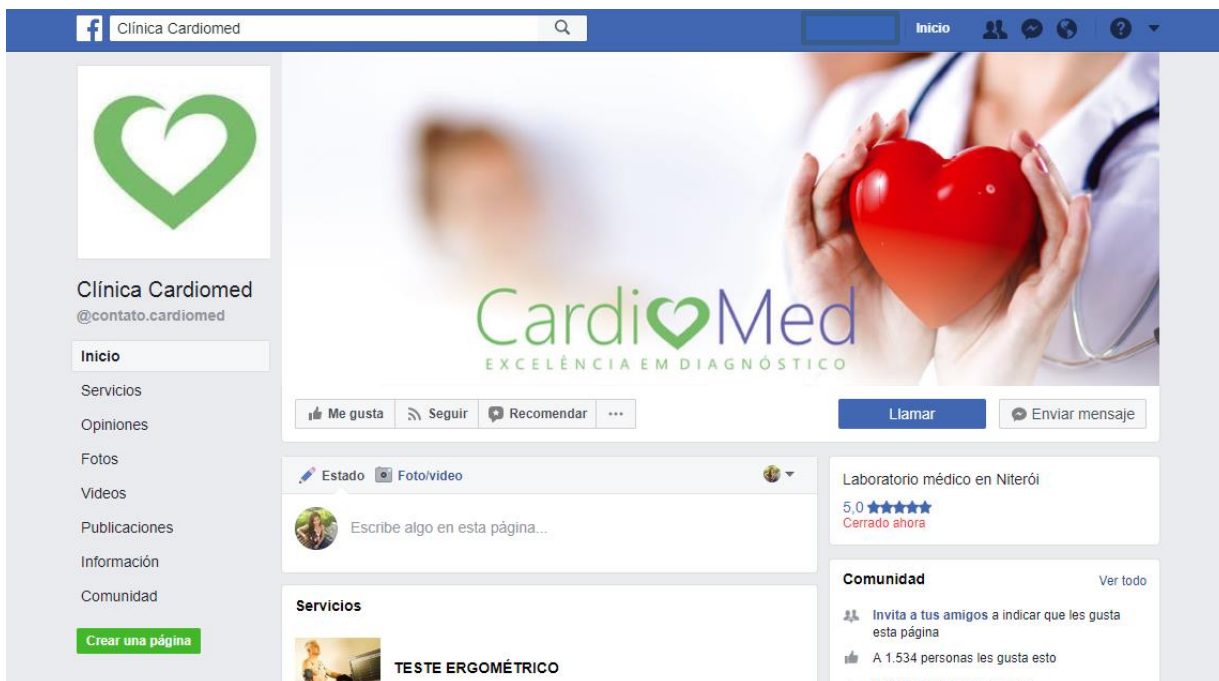 Clínica Cardiomed
Inicio
Clínica Cardiomed
@contato.cardiomed
Inicio
Servicios
Opiniones
Fotos
Videos
Publicaciones
Información
Comunidad
Crear una página
CardioMed
EXCELÊNCIA EM DIAGNÓSTICO
Me gusta
Seguir
Recomendar
Llamar
Enviar mensaje
Estado
Foto/video
Escribe algo en esta página...
Servicios
TESTE ERGOMÉTRICO
Laboratorio médico en Niterói
5,0
Cerrado ahora
Comunidad
Ver todo
Invita a tus amigos a indicar que les gusta
esta página
A 1.534 personas les gusta esto